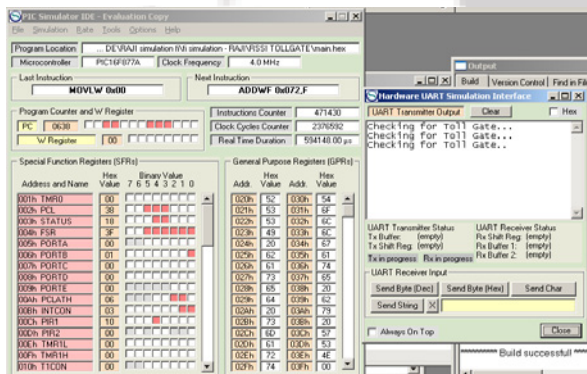 PIC Simulator IDE - Evaluation Copy
File Simulation Rate Tools Options Help
Program Location ... DE\RAJI simulation fi\fi simulation - RAJI\RSSI TOLLGATE\main.hex
Microcontroller PIC16F877A Clock Frequency 4.0 MHz
Last Instruction Next Instruction
MOVLW 0x00 ADDWF 0x072,F
Program Counter and W Register
PC 0638
W Register 00
Instructions Counter 471430
Clock Cycles Counter 2376592
Real Time Duration 594148.00 µs
Special Function Registers (SFRs)
Address and Name Hex Value Binary Value 7 6 5 4 3 2 1 0
001h TMR0 00
002h PCL 38
003h STATUS 18
004h FSR 3F
005h PORTA 00
006h PORTB 01
007h PORTC 00
008h PORTD 00
009h PORTE 00
00Ah PCLATH 06
00Bh INTCON 03
00Ch PIR1 10
00Dh PIR2 00
00Eh TMR1L 00
00Fh TMR1H 00
010h T1CON 00
General Purpose Registers (GPRs)
Addr. Hex Value Addr. Hex Value
020h 52 030h 54
021h 53 031h 6F
022h 53 032h 6C
023h 49 033h 6C
024h 20 034h 67
025h 62 035h 61
026h 61 036h 74
027h 73 037h 65
028h 65 038h 20
029h 64 039h 62
02Ah 20 03Ah 79
02Bh 73 03Bh 20
02Ch 6D 03Ch 57
02Dh 61 03Dh 53
02Eh 72 03Eh 4E
02Fh 74 03Fh 00
Output
Build Version Control Find in File
Hardware UART Simulation Interface
UART Transmitter Output Clear Hex
Checking for Toll Gate..
Checking for Toll Gate...
Checking for Toll Gate..
UART Transmitter Status
Tx Buffer: (empty)
Tx Shift Reg: (empty)
Tx in progress Rx in progress
UART Receiver Status
Rx Shift Reg: (empty)
Rx Buffer 1: (empty)
Rx Buffer 2: (empty)
UART Receiver Input
Send Byte (Dec) Send Byte (Hex) Send Char
Send String X
Always On Top Close
Build successful!